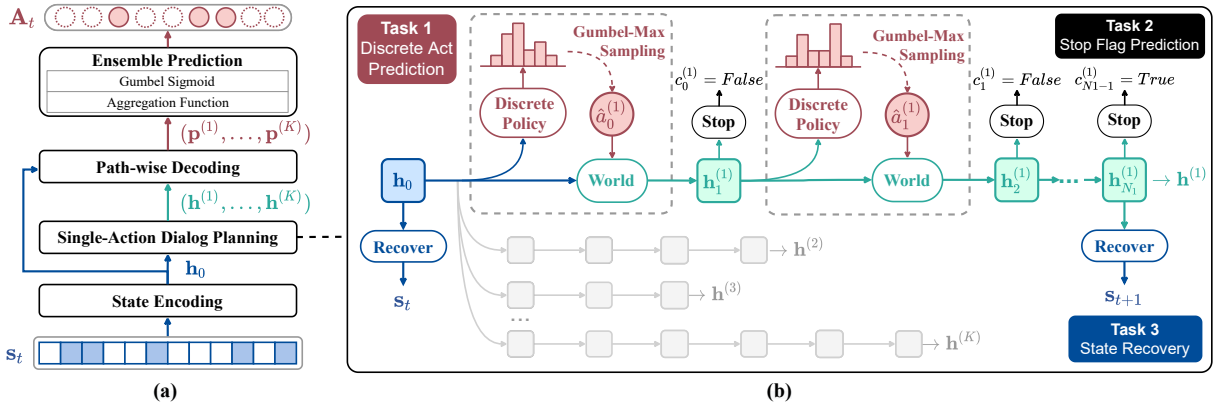 A_t
Ensemble Prediction
Gumbel Sigmoid
Aggregation Function
(p^(1), . . . , p^(K))
Path-wise Decoding
(h^(1), . . . , h^(K))
Single-Action Dialog Planning
h_0
State Encoding
s_t
(a)
Task 1
Discrete Act
Prediction
Gumbel-Max
Sampling
Discrete
Policy
â_0^(1)
c_0^(1) = False
Stop
h_0
World
h_1^(1)
Gumbel-Max
Sampling
Discrete
Policy
â_1^(1)
World
Task 2
Stop Flag Prediction
c_1^(1) = False
c_{N1-1}^(1) = True
Stop
Stop
h_2^(1)
...
h_{N_1}^(1)
h^(1)
Recover
s_t
h^(2)
h^(3)
...
h^(K)
Recover
s_{t+1}
Task 3
State Recovery
(b)